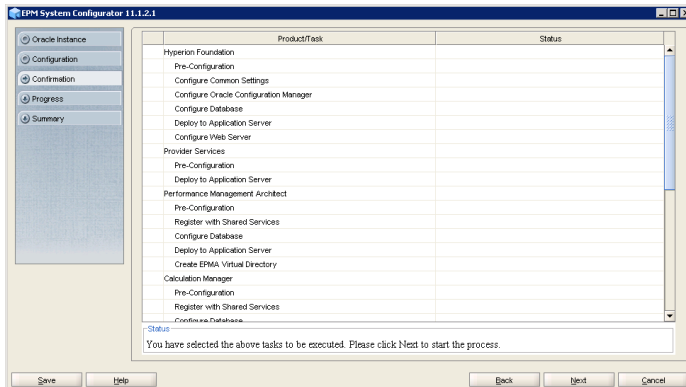 EPM System Configurator 11.1.2.1
Oracle Instance
Configuration
Confirmation
Progress
Summary
Product/Task Status
Hyperion Foundation
Pre-Configuration
Configure Common Settings
Configure Oracle Configuration Manager
Configure Database
Deploy to Application Server
Configure Web Server
Provider Services
Pre-Configuration
Deploy to Application Server
Performance Management Architect
Pre-Configuration
Register with Shared Services
Configure Database
Deploy to Application Server
Create EPMA Virtual Directory
Calculation Manager
Pre-Configuration
Register with Shared Services
Configure Database
Status
You have selected the above tasks to be executed. Please click Next to start the process.
Save Help Back Next Cancel